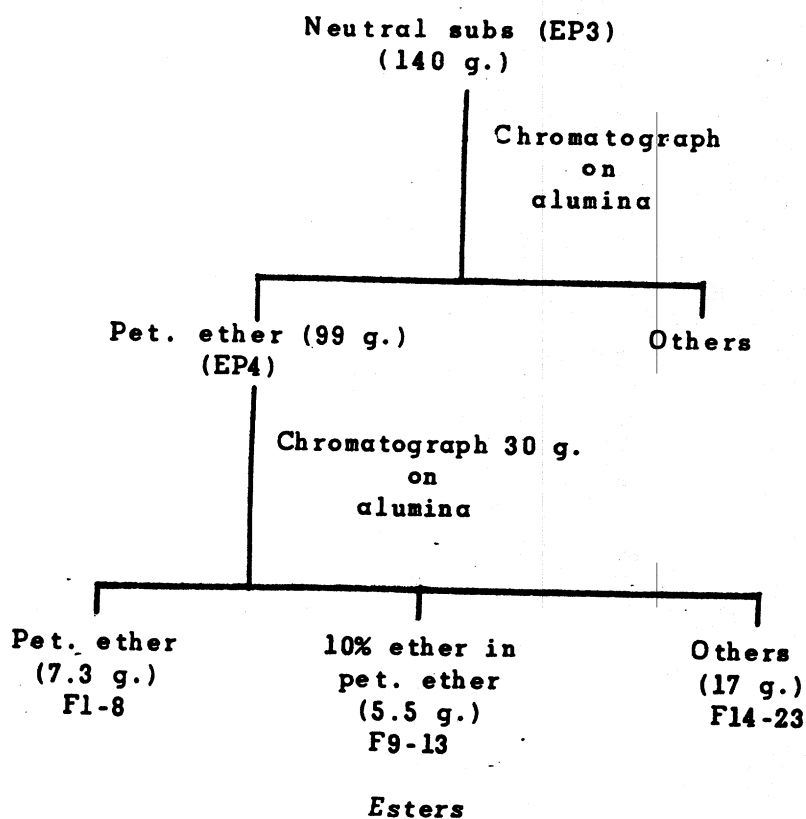 Neutral subs (EP3)
(140 g.)
Chromatograph
on
alumina
Pet. ether (99 g.)
(EP4)
Others
Chromatograph 30 g.
on
alumina
Pet. ether
(7.3 g.)
F1-8
10% ether in
pet. ether
(5.5 g.)
F9-13
Others
(17 g.)
F14-23
Esters